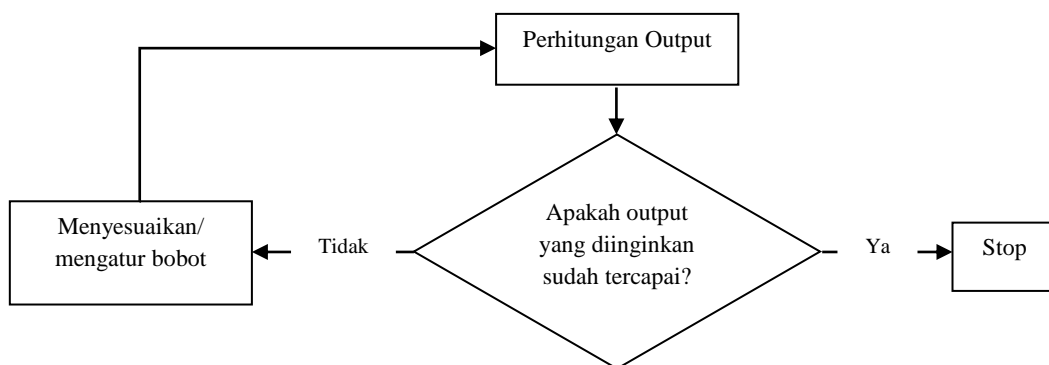 Perhitungan Output
Menyesuaikan/
mengatur bobot
Tidak
Apakah output
yang diinginkan
sudah tercapai?
Ya
Stop